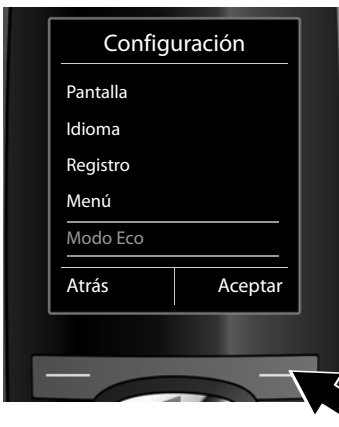 Configuración
Pantalla
Idioma
Registro
Menú
Modo Eco
Atrás Aceptar